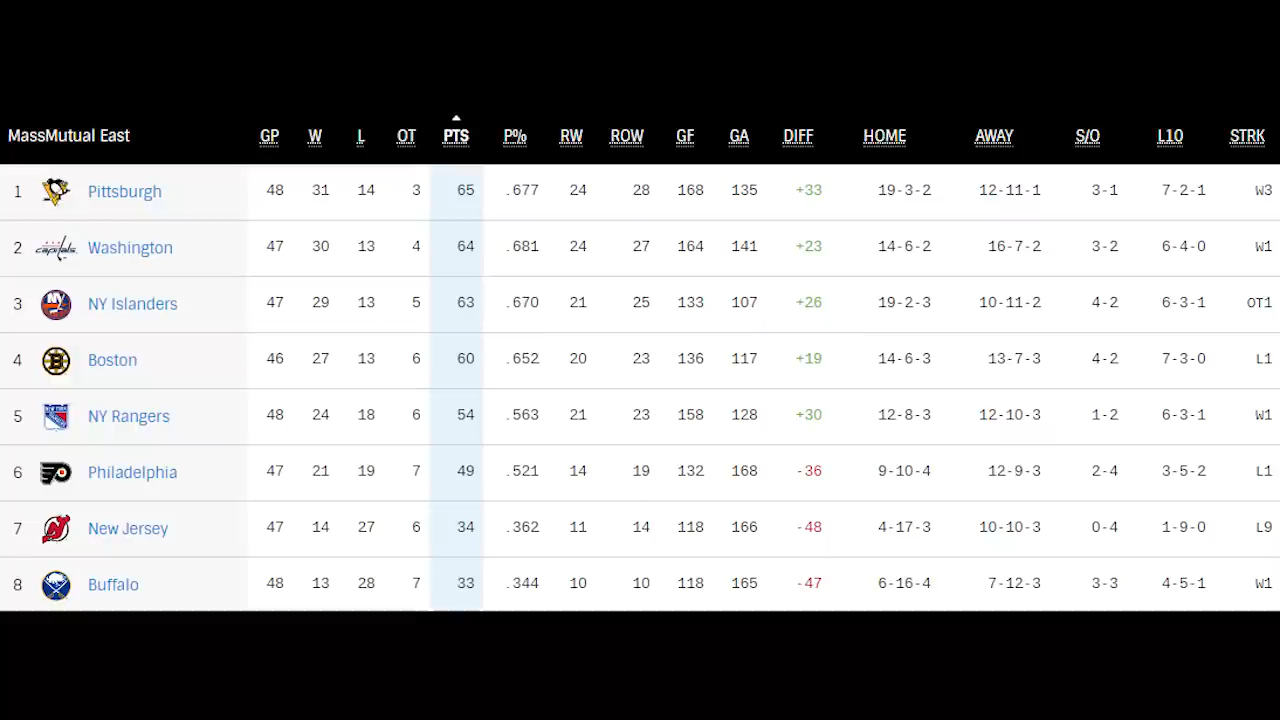 MassMutual East GP W L OT PTS P% RW ROW GF GA DIFF HOME AWAY S/O L10 STRK
1 Pittsburgh 48 31 14 3 65 .677 24 28 168 135 +33 19-3-2 12-11-1 3-1 7-2-1 W3
2 capitals Washington 47 30 13 4 64 .681 24 27 164 141 +23 14-6-2 16-7-2 3-2 6-4-0 W1
3 NY NY Islanders 47 29 13 5 63 .670 21 25 133 107 +26 19-2-3 10-11-2 4-2 6-3-1 OT1
4 B Boston 46 27 13 6 60 .652 20 23 136 117 +19 14-6-3 13-7-3 4-2 7-3-0 L1
5 NEW YORK NY Rangers 48 24 18 6 54 .563 21 23 158 128 +30 12-8-3 12-10-3 1-2 6-3-1 W1
6 Philadelphia 47 21 19 7 49 .521 14 19 132 168 -36 9-10-4 12-9-3 2-4 3-5-2 L1
7 New Jersey 47 14 27 6 34 .362 11 14 118 166 -48 4-17-3 10-10-3 0-4 1-9-0 L9
8 Buffalo 48 13 28 7 33 .344 10 10 118 165 -47 6-16-4 7-12-3 3-3 4-5-1 W1